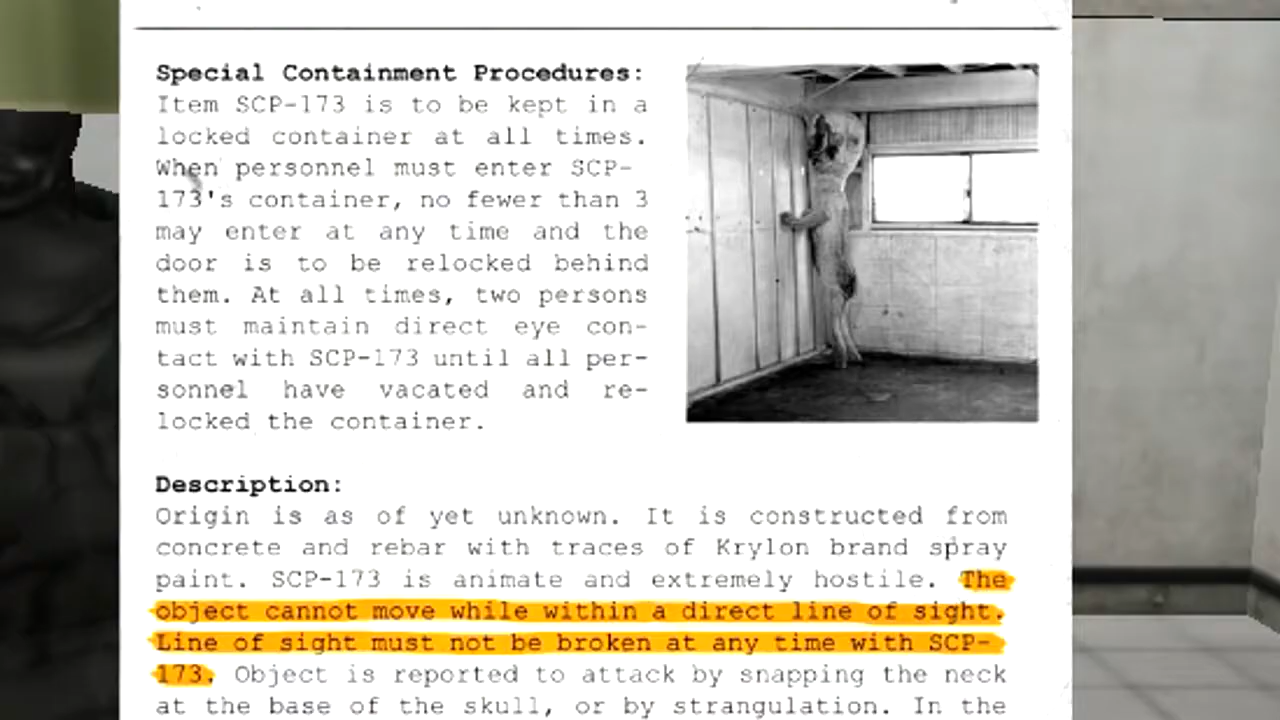 Special Containment Procedures:
Item SCP-173 is to be kept in a
locked container at all times.
When personnel must enter SCP-
173's container, no fewer than 3
may enter at any time and the
door is to be relocked behind
them. At all times, two persons
must maintain direct eye con-
tact with SCP-173 until all per-
sonnel have vacated and re-
locked the container.
Description:
Origin is as of yet unknown. It is constructed from
concrete and rebar with traces of Krylon brand spray
paint. SCP-173 is animate and extremely hostile. The
object cannot move while within a direct line of sight.
Line of sight must not be broken at any time with SCP-
173. Object is reported to attack by snapping the neck
at the base of the skull, or by strangulation. In the